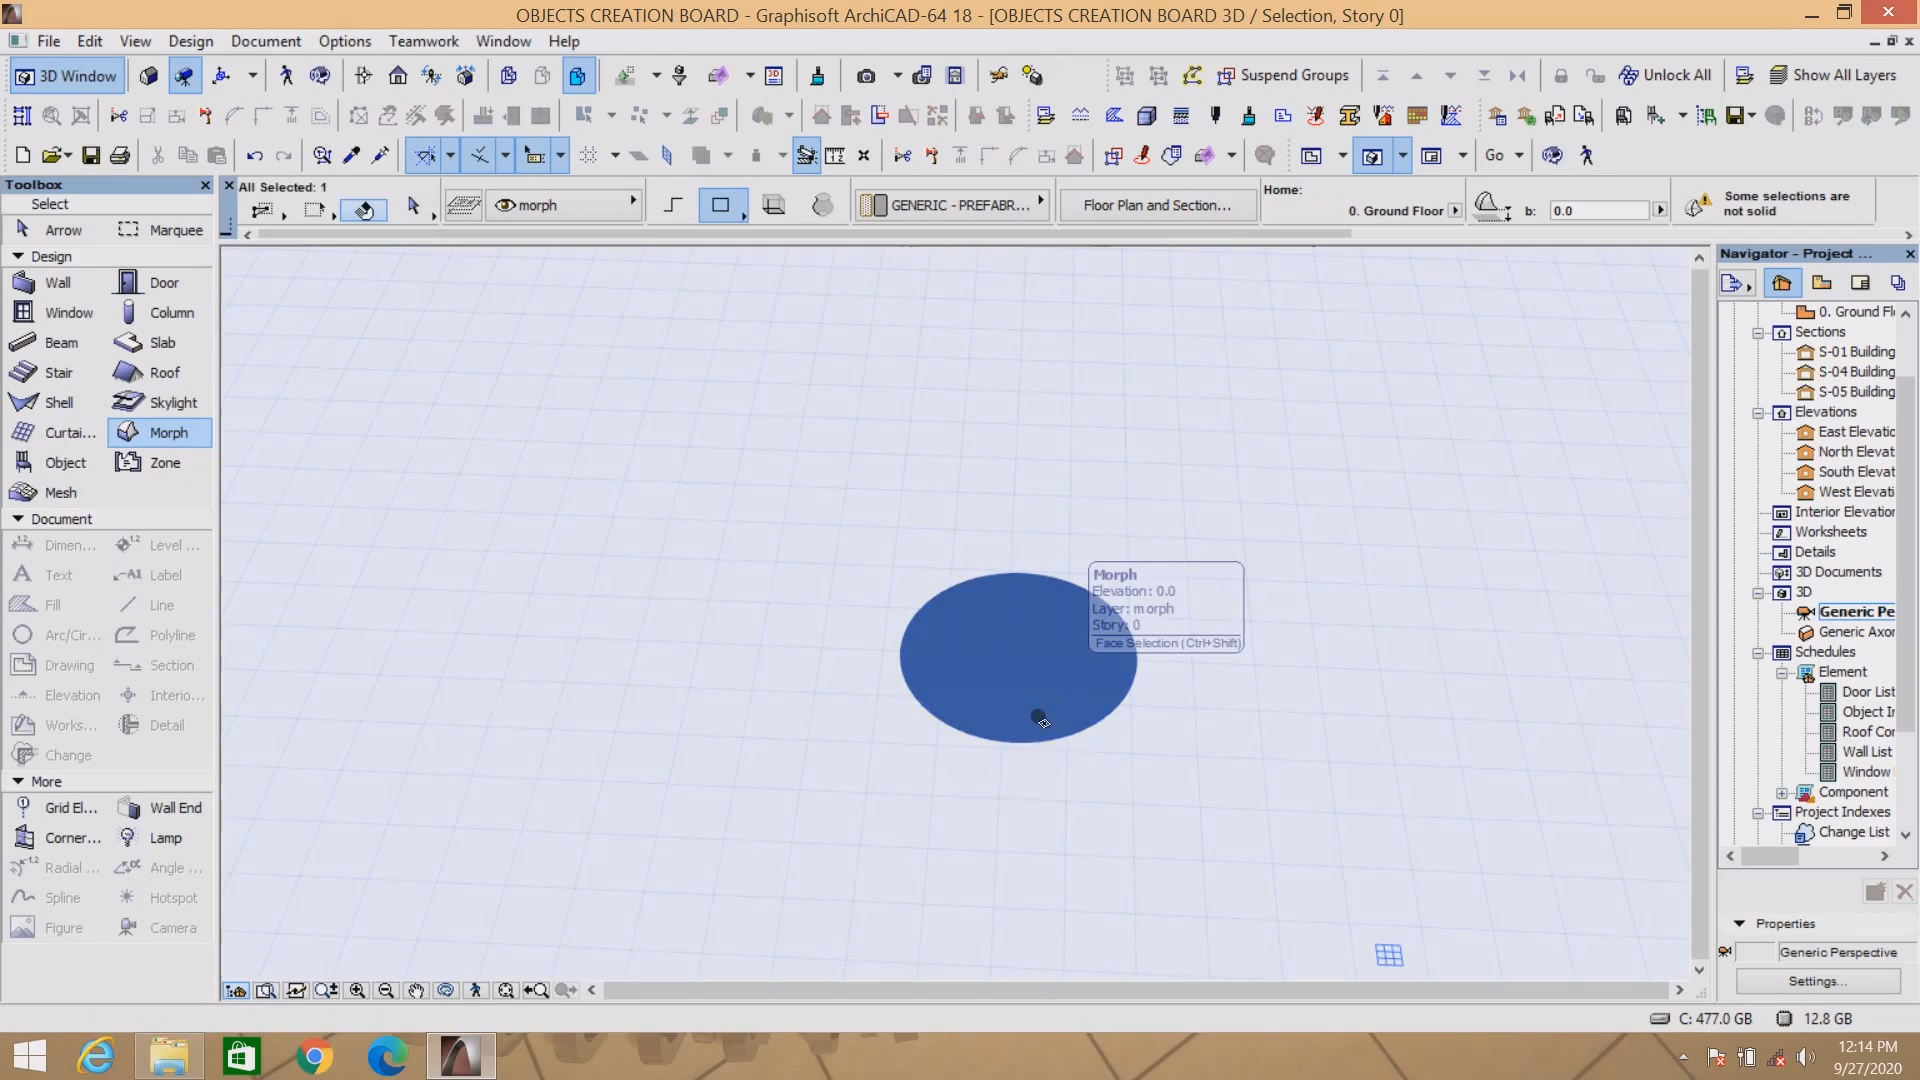 OBJECTS CREATION BOARD - Graphisoft ArchiCAD-64 18 - [OBJECTS CREATION BOARD 3D / Selection, Story 0]
File Edit View Design Document Options Teamwork Window Help
3D Window
Suspend Groups
Unlock All
Show All Layers
Go
Toolbox
Select
Arrow Marquee
Design
Wall Door
Window Column
Beam Slab
Stair Roof
Shell Skylight
Curtai... Morph
Object Zone
Mesh
Document
Dimen... Level ...
Text Label
Fill Line
Arc/Cir... Polyline
Drawing Section
Elevation Interio...
Works... Detail
Change
More
Grid El... Wall End
Corner... Lamp
Radial ... Angle ...
Spline Hotspot
Figure Camera
All Selected: 1
morph
GENERIC - PREFABR...
Floor Plan and Section...
Home:
0. Ground Floor
b: 0.0
Some selections are
not solid
Morph
Elevation: 0.0
Layer: morph
Story: 0
Face Selection (Ctrl+Shift)
Navigator - Project ...
0. Ground Fl
Sections
S-01 Building
S-04 Building
S-05 Building
Elevations
East Elevatio
North Elevat
South Elevat
West Elevati
Interior Elevation
Worksheets
Details
3D Documents
3D
Generic Pe
Generic Axon
Schedules
Element
Door List
Object In
Roof Cor
Wall List
Window
Component
Project Indexes
Change List
Properties
Generic Perspective
Settings...
C: 477.0 GB 12.8 GB
12:14 PM
9/27/2020